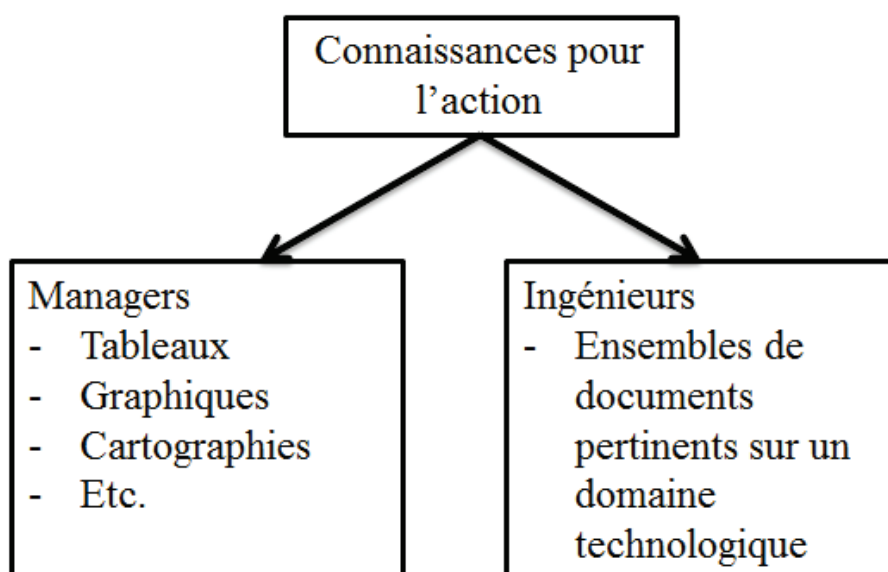 Connaissances pour
l’action
Managers
- Tableaux
- Graphiques
- Cartographies
- Etc.
Ingénieurs
- Ensembles de
documents
pertinents sur un
domaine
technologique